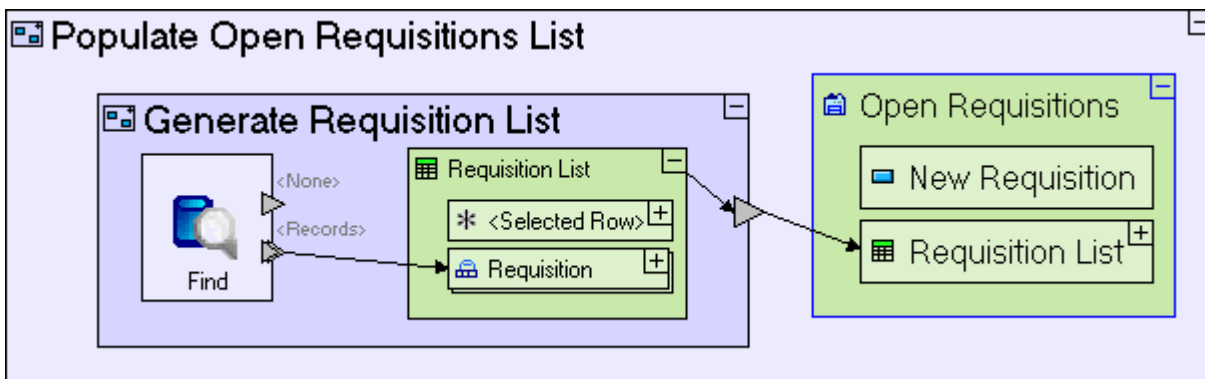 Populate Open Requisitions List
Generate Requisition List
<None>
<Records>
Find
Requisition List
<Selected Row>
Requisition
Open Requisitions
New Requisition
Requisition List